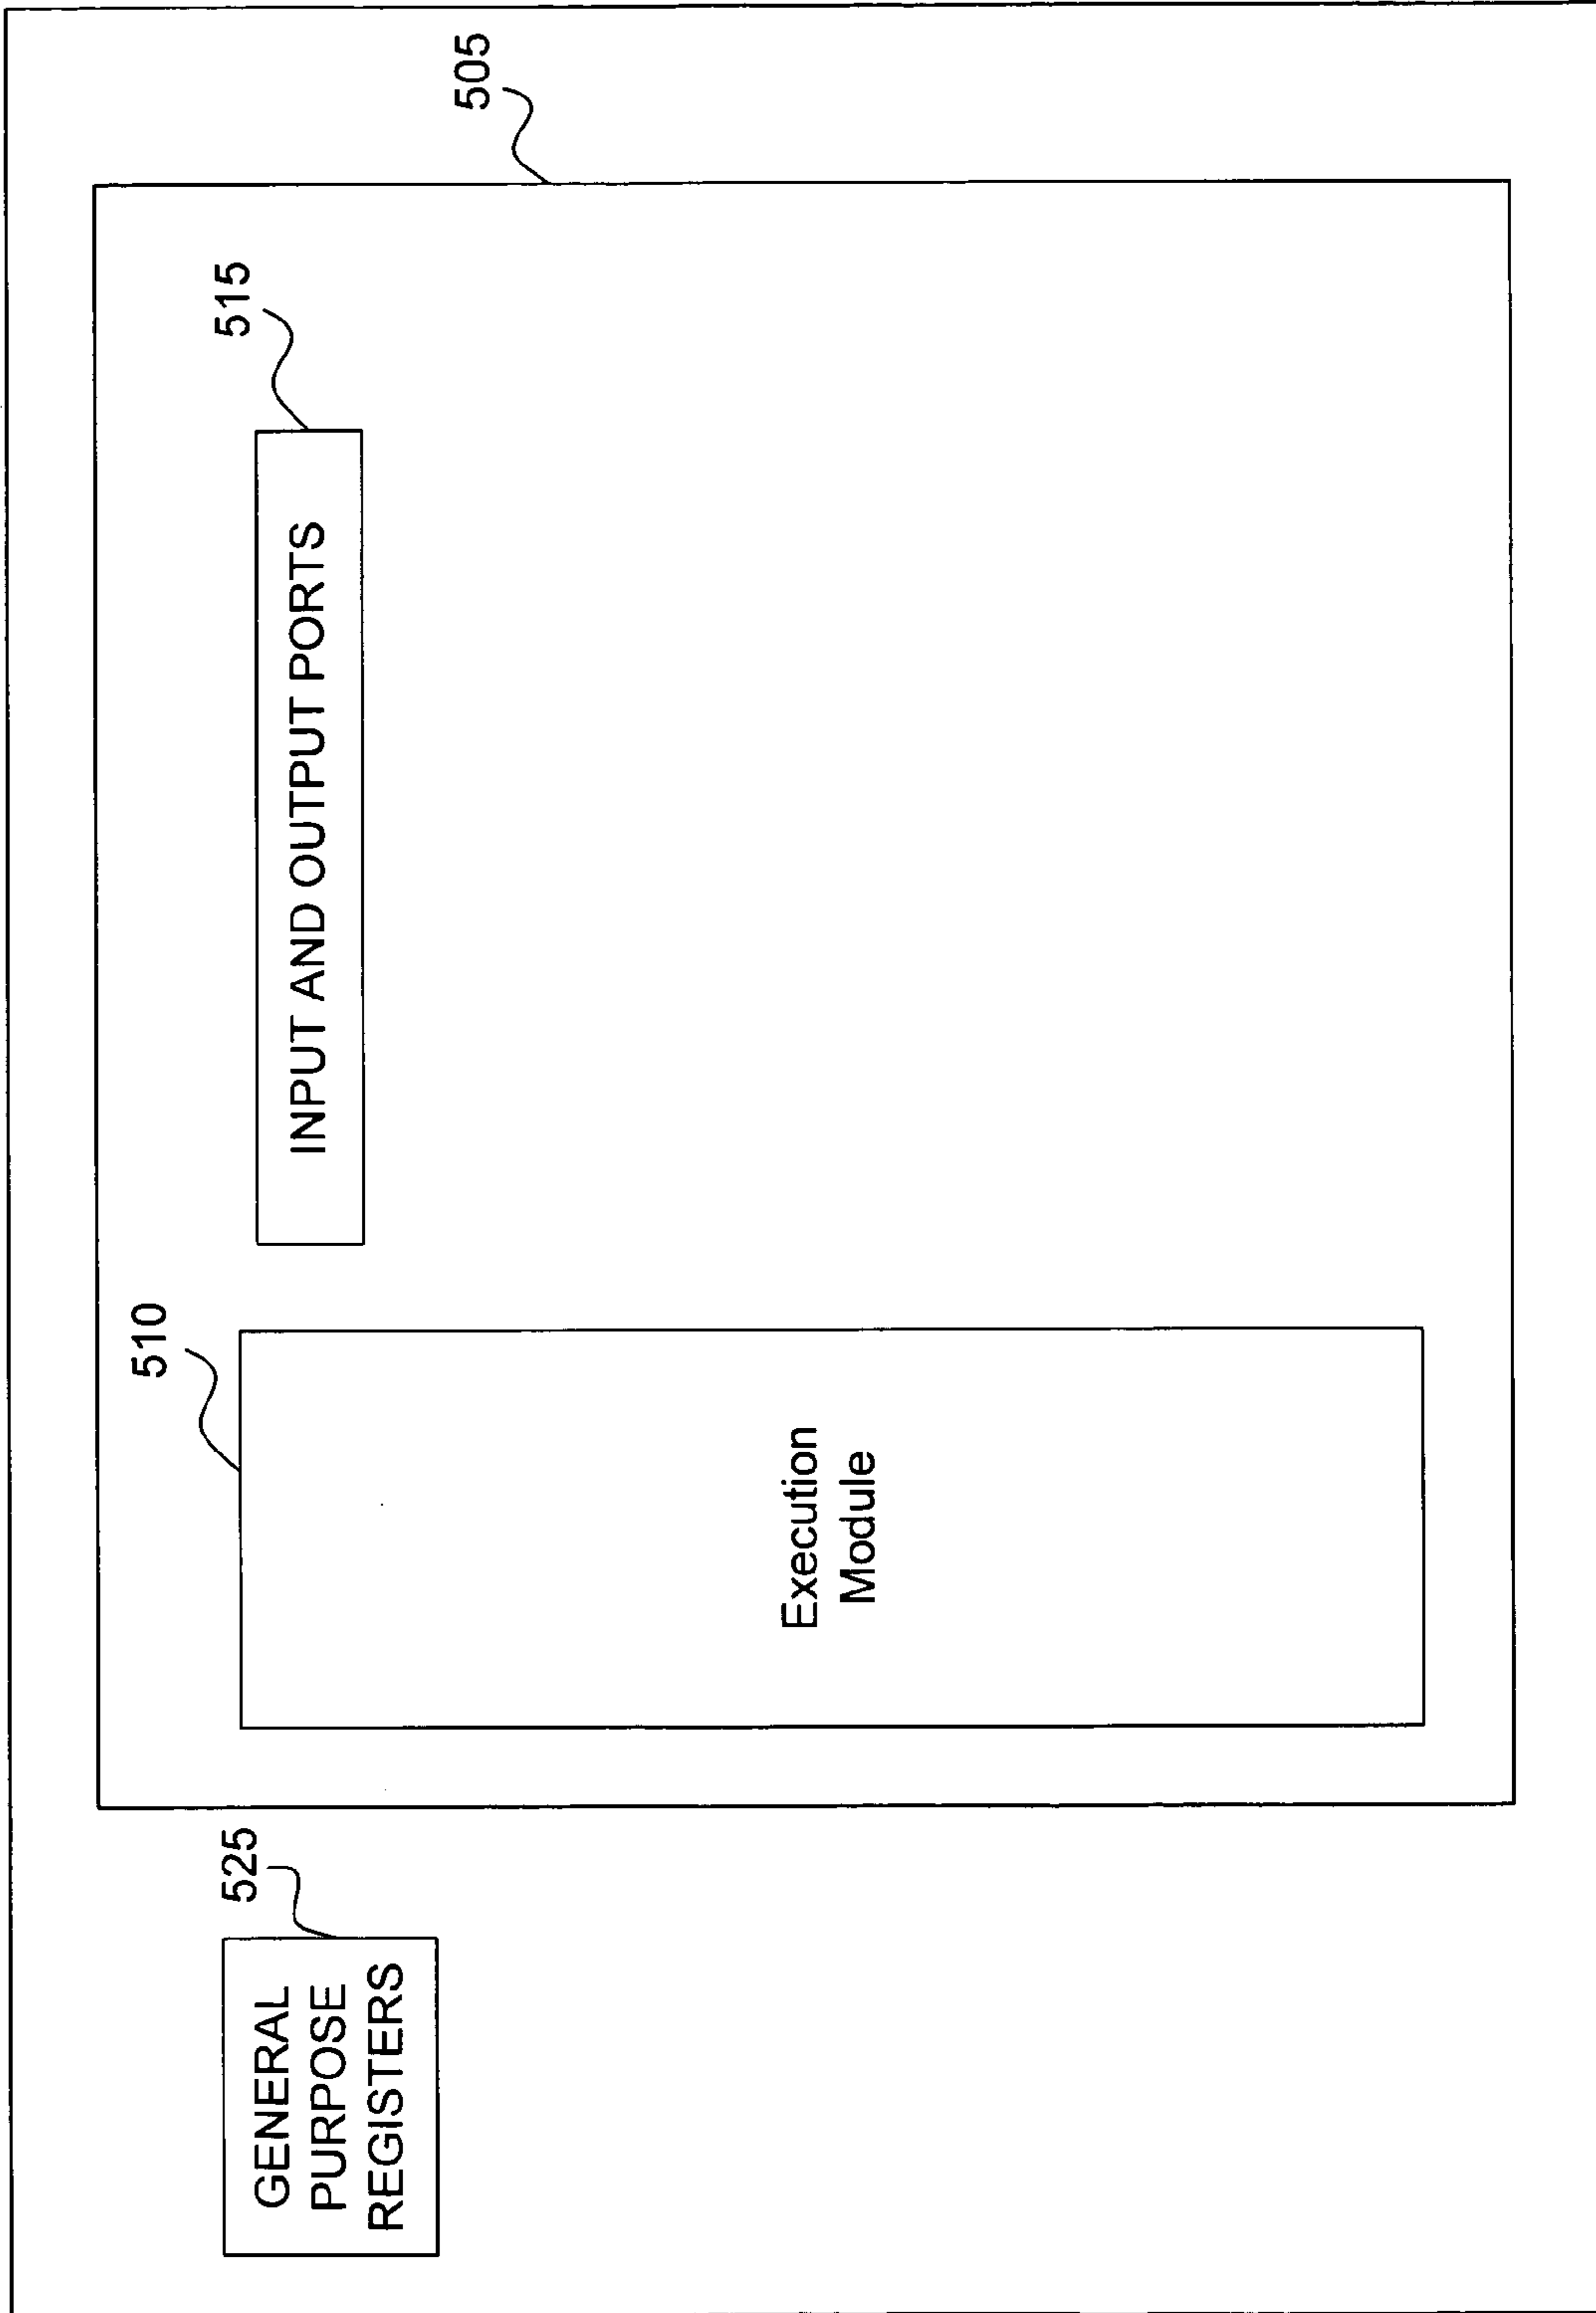 505
515
INPUT AND OUTPUT PORTS
510
Execution
Module
525
GENERAL
PURPOSE
REGISTERS